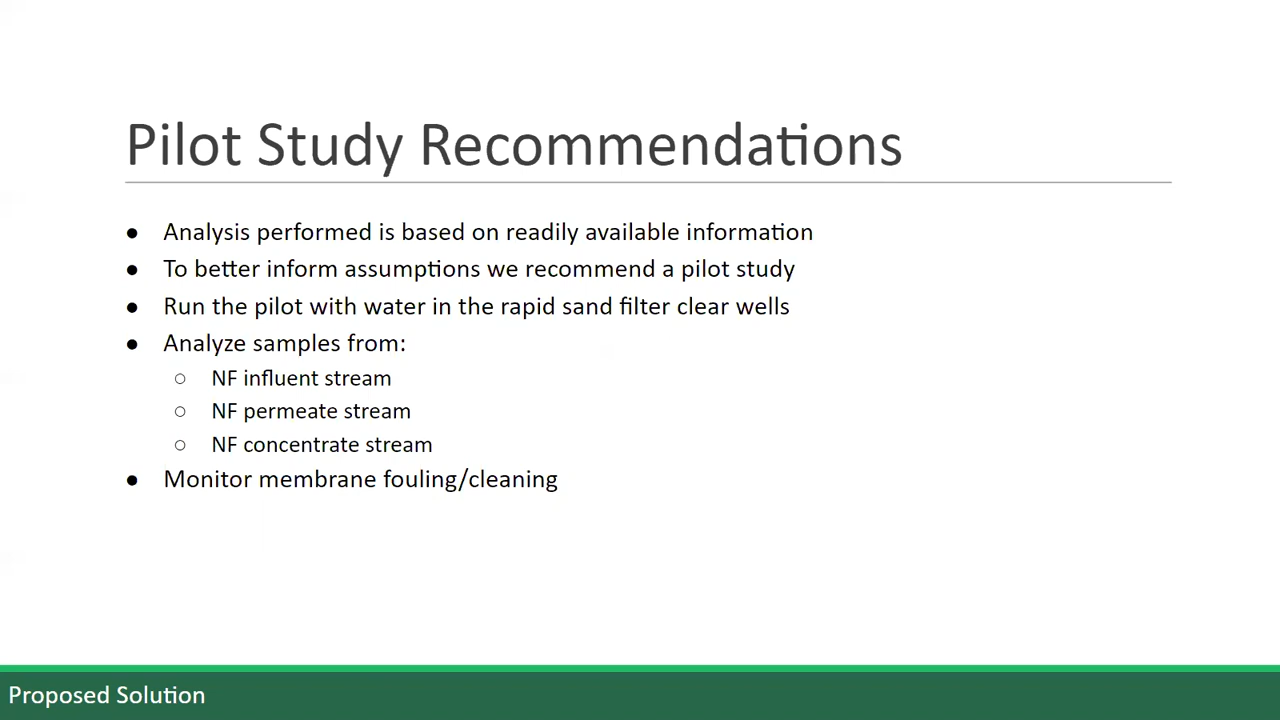 Pilot Study Recommendations
● Analysis performed is based on readily available information
● To better inform assumptions we recommend a pilot study
● Run the pilot with water in the rapid sand filter clear wells
● Analyze samples from:
○ NF influent stream
○ NF permeate stream
○ NF concentrate stream
● Monitor membrane fouling/cleaning
Proposed Solution